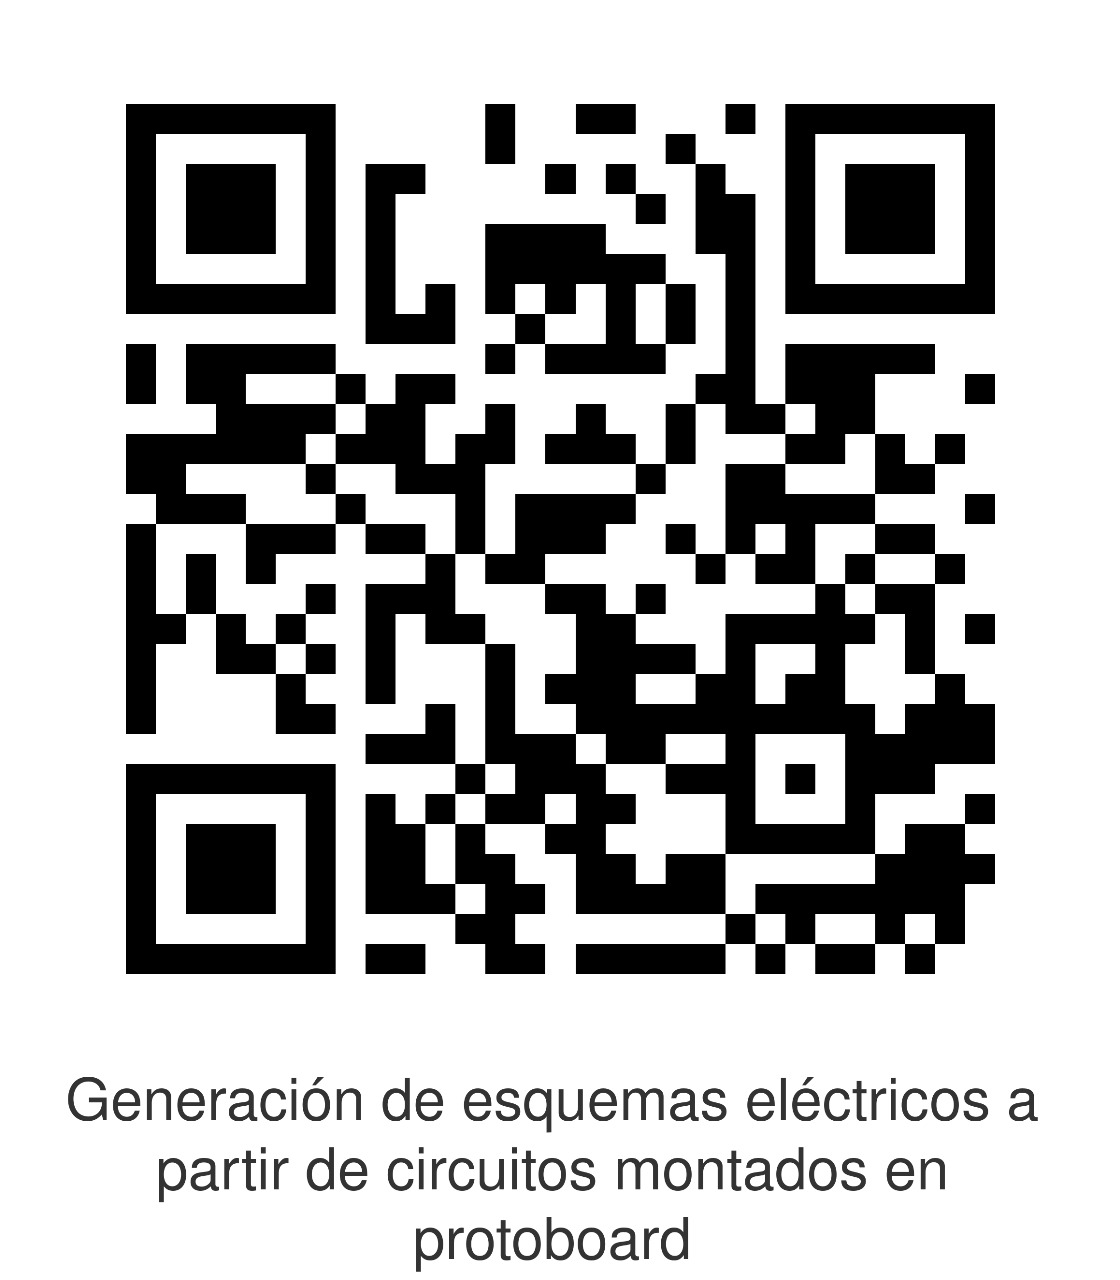 Generación de esquemas eléctricos a
partir de circuitos montados en
protoboard